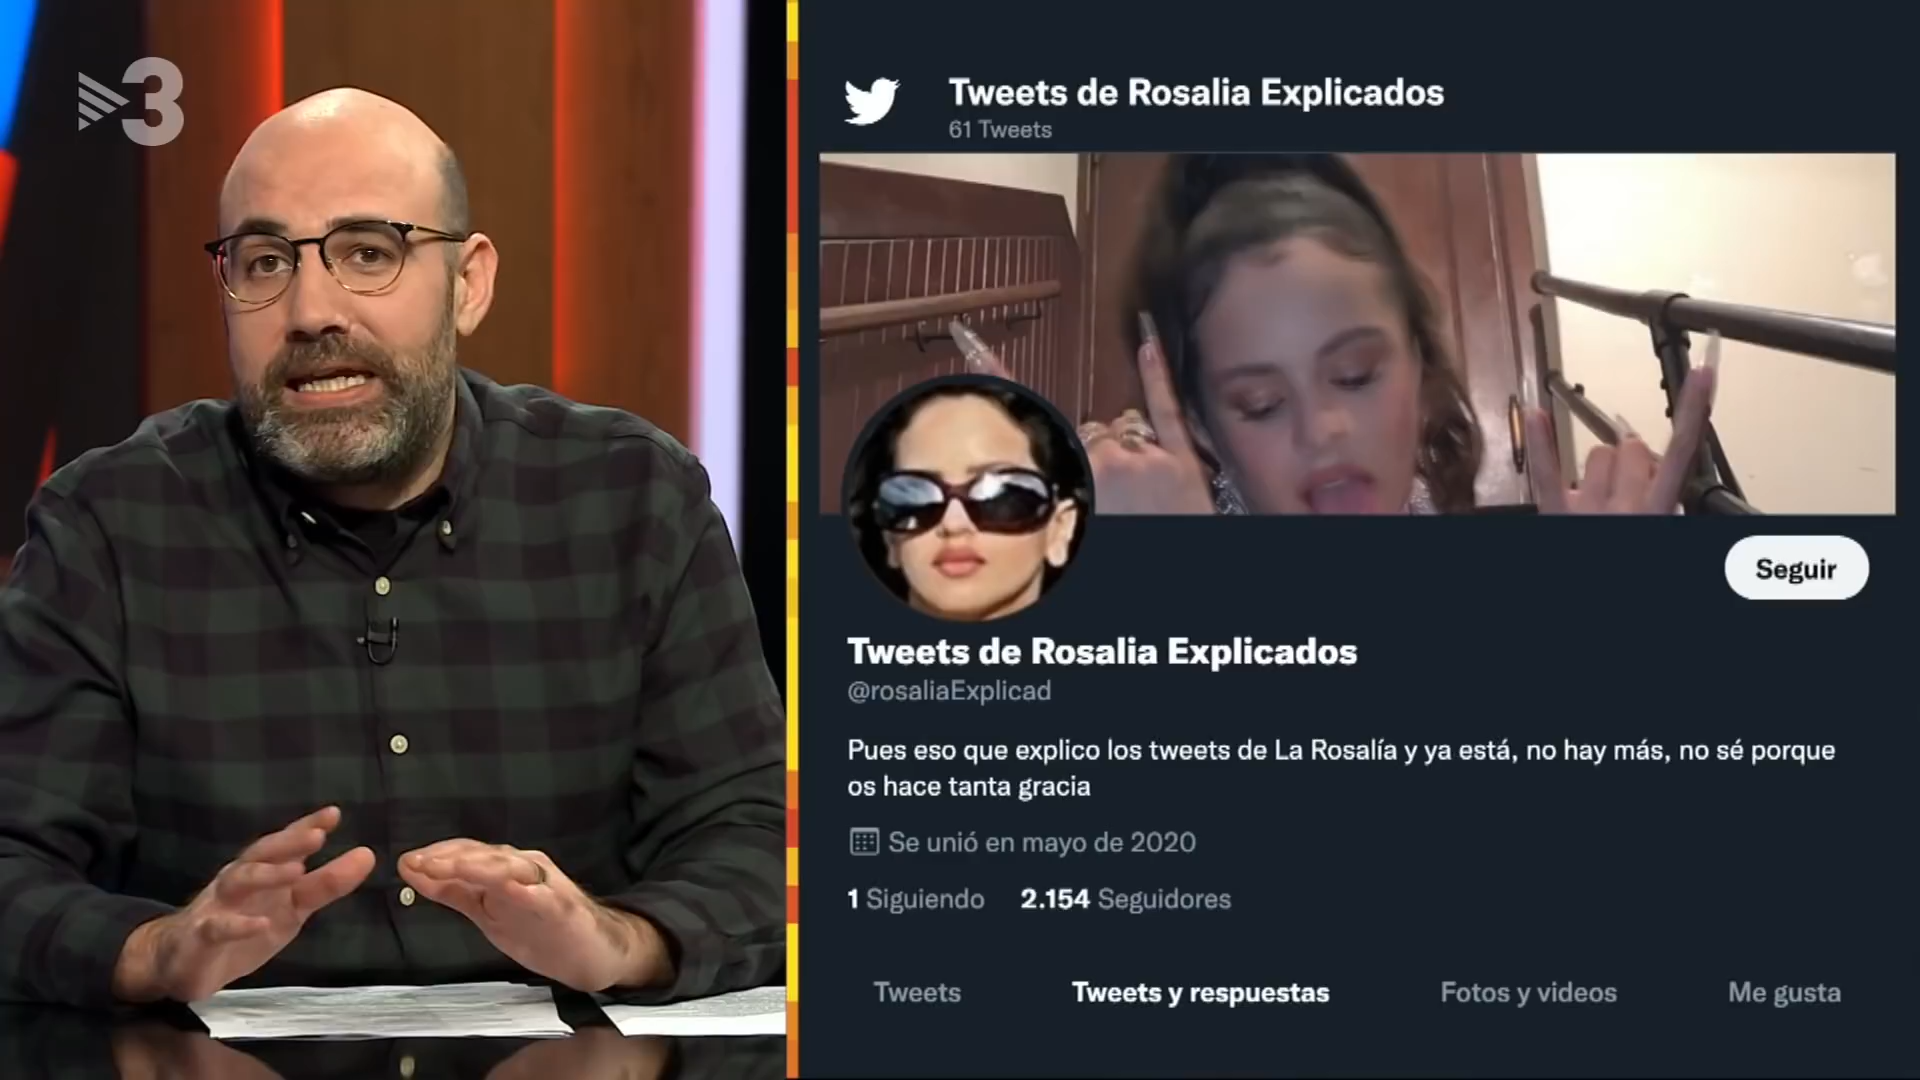 3
Tweets de Rosalia Explicados
61 Tweets
Seguir
Tweets de Rosalia Explicados
@rosaliaExplicad
Pues eso que explico los tweets de La Rosalía y ya está, no hay más, no sé porque
os hace tanta gracia
Se unió en mayo de 2020
1 Siguiendo 2.154 Seguidores
Tweets Tweets y respuestas Fotos y videos Me gusta